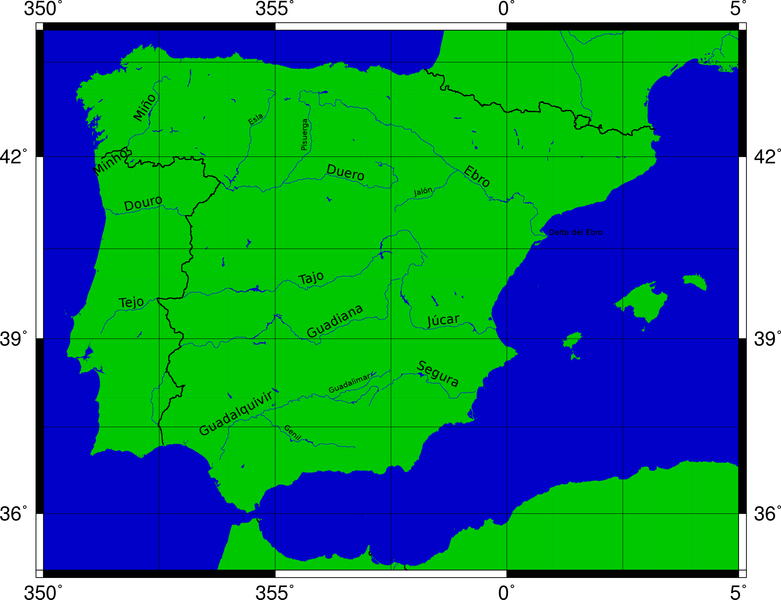 350° 355° 0° 5°
Miño
Esla
Pisuerga
42° 42°
Minho
Duero
Ebro
Jalón
Douro
Delta del Ebro
Tajo
Tejo
Guadiana
Júcar
39° 39°
Segura
Guadalimar
Guadalquivir
Genil
36° 36°
350° 355° 0° 5°